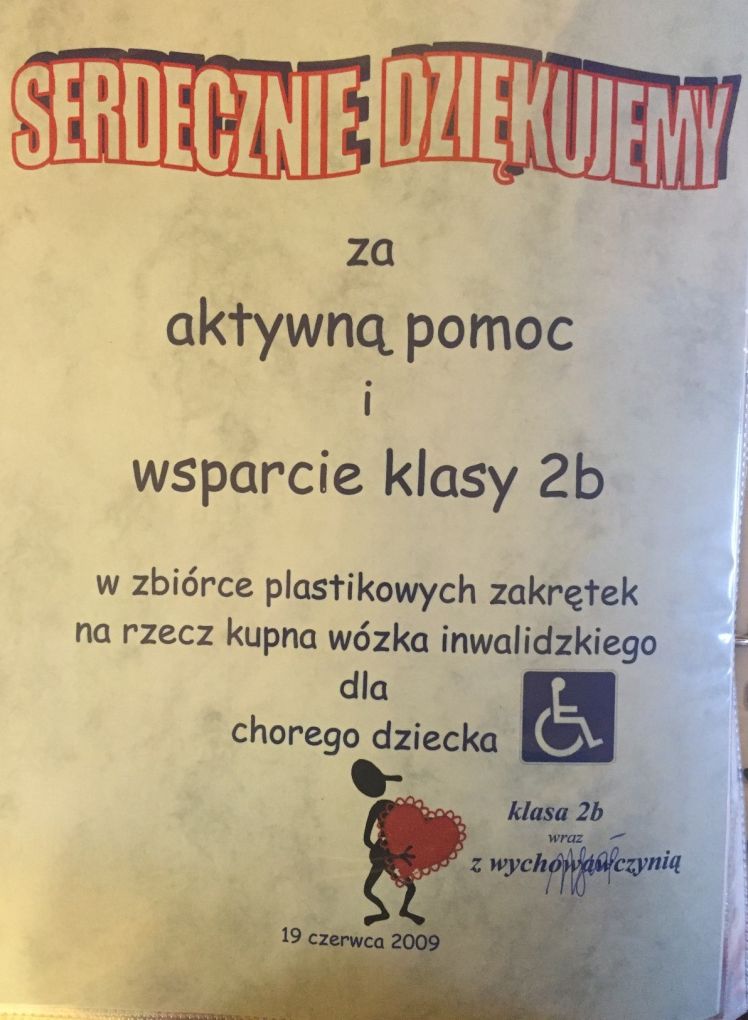 SERDECZNIE DZIĘKUJEMY
za
aktywną pomoc
i
wsparcie klasy 2b
w zbiórce plastikowych zakrętek
na rzecz kupna wózka inwalidzkiego
dla
chorego dziecka
klasa 2b
wraz
z wychowawczynią
19 czerwca 2009